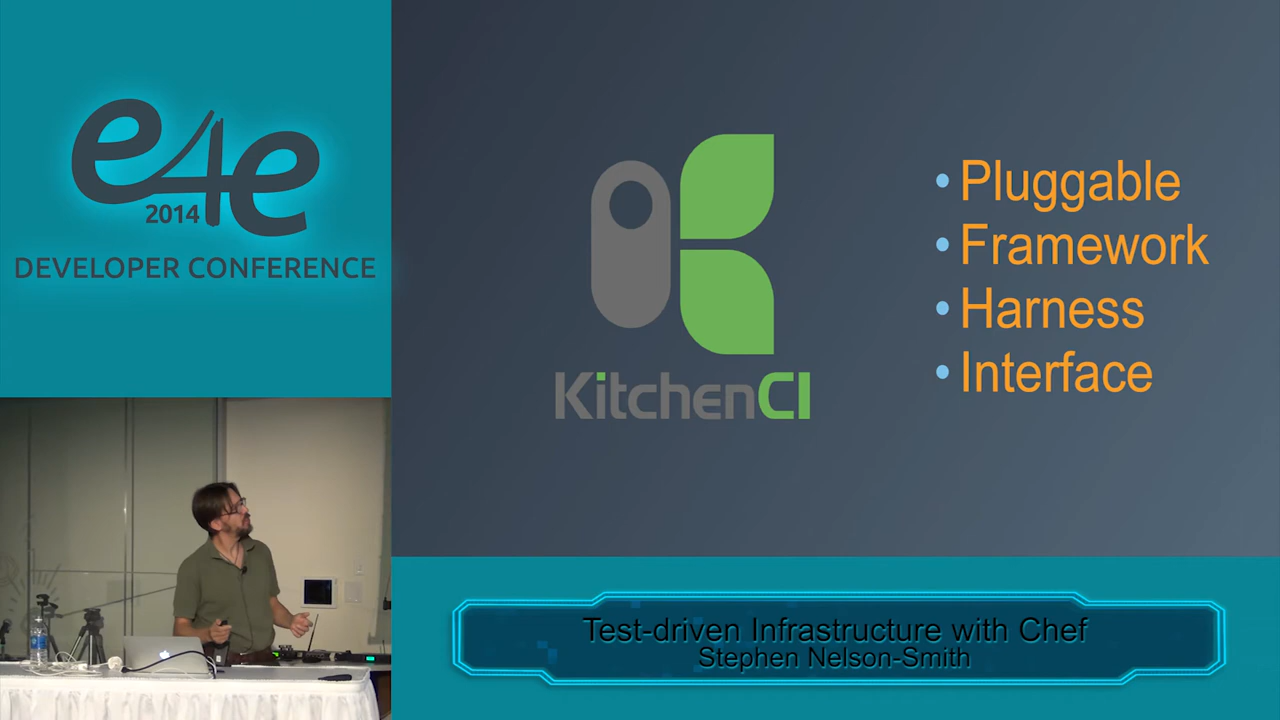 e4e
2014
DEVELOPER CONFERENCE
KitchenCI
• Pluggable
• Framework
• Harness
• Interface
Test-driven Infrastructure with Chef
Stephen Nelson-Smith